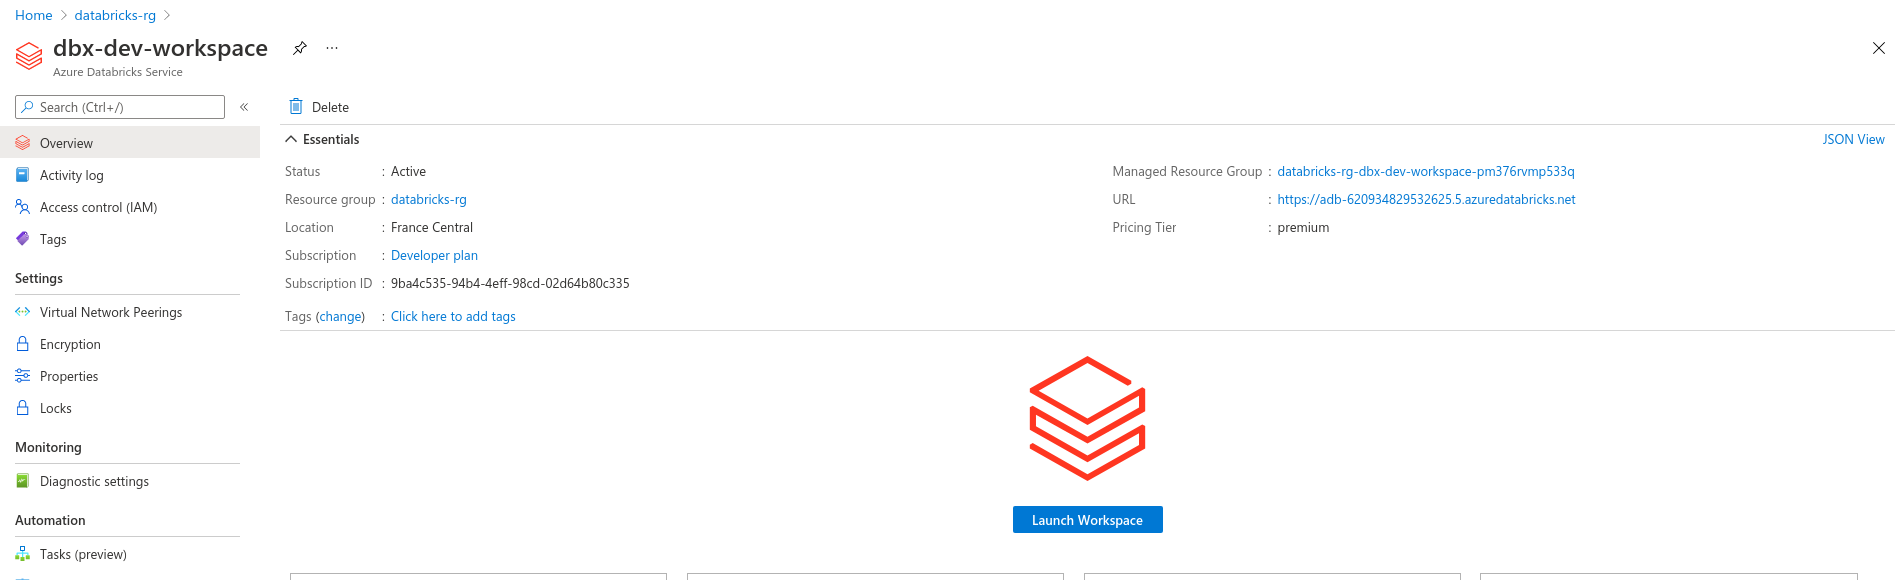 Home > databricks-rg >
dbx-dev-workspace ...
Azure Databricks Service
Search (Ctrl+/) «
Overview
Activity log
Access control (IAM)
Tags
Settings
Virtual Network Peerings
Encryption
Properties
Locks
Monitoring
Diagnostic settings
Automation
Tasks (preview)
Delete
Essentials JSON View
Status : Active
Resource group : databricks-rg
Location : France Central
Subscription : Developer plan
Subscription ID : 9ba4c535-94b4-4eff-98cd-02d64b80c335
Tags (change) : Click here to add tags
Managed Resource Group : databricks-rg-dbx-dev-workspace-pm376rvmp533q
URL : https://adb-620934829532625.5.azuredatabricks.net
Pricing Tier : premium
Launch Workspace